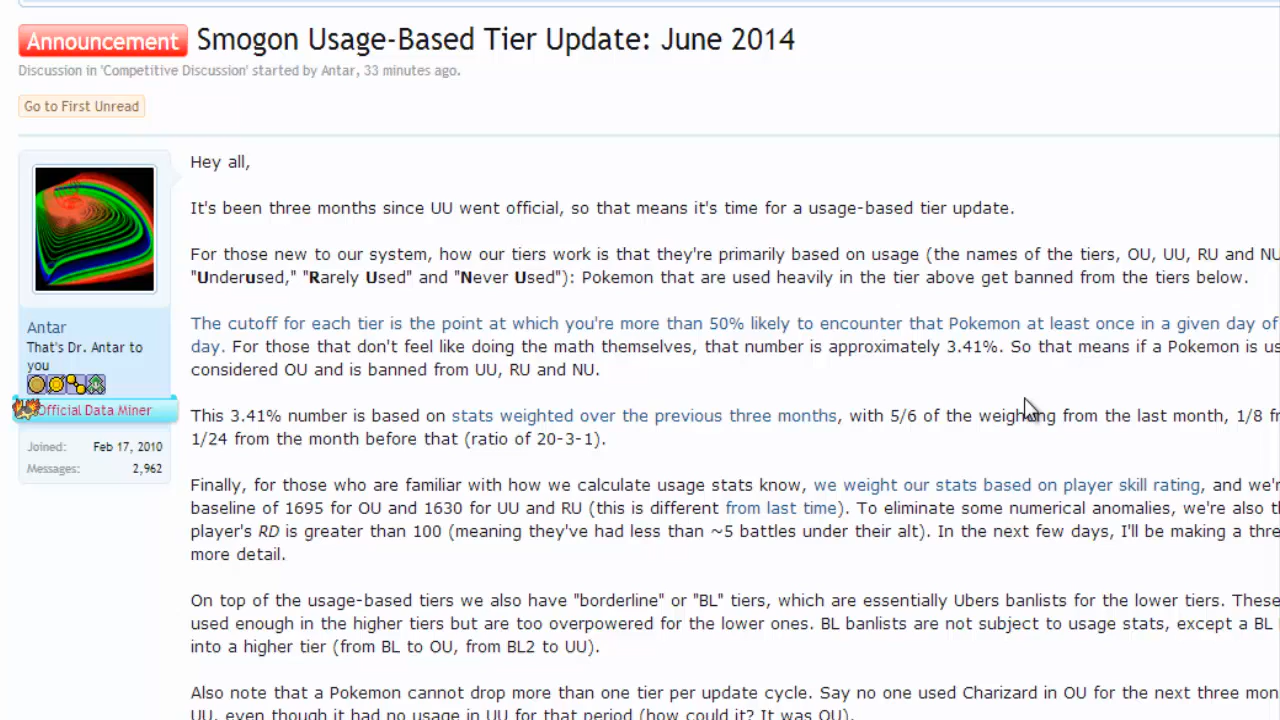 Announcement Smogon Usage-Based Tier Update: June 2014
Discussion in 'Competitive Discussion' started by Antar, 33 minutes ago.
Go to First Unread
Hey all,
It's been three months since UU went official, so that means it's time for a usage-based tier update.
For those new to our system, how our tiers work is that they're primarily based on usage (the names of the tiers, OU, UU, RU and NU
"Underused," "Rarely Used" and "Never Used"): Pokemon that are used heavily in the tier above get banned from the tiers below.
The cutoff for each tier is the point at which you're more than 50% likely to encounter that Pokemon at least once in a given day of
day. For those that don't feel like doing the math themselves, that number is approximately 3.41%. So that means if a Pokemon is us
considered OU and is banned from UU, RU and NU.
This 3.41% number is based on stats weighted over the previous three months, with 5/6 of the weighting from the last month, 1/8 fr
1/24 from the month before that (ratio of 20-3-1).
Finally, for those who are familiar with how we calculate usage stats know, we weight our stats based on player skill rating, and we'r
baseline of 1695 for OU and 1630 for UU and RU (this is different from last time). To eliminate some numerical anomalies, we're also th
player's RD is greater than 100 (meaning they've had less than ~5 battles under their alt). In the next few days, I'll be making a thre
more detail.
On top of the usage-based tiers we also have "borderline" or "BL" tiers, which are essentially Ubers banlists for the lower tiers. These
used enough in the higher tiers but are too overpowered for the lower ones. BL banlists are not subject to usage stats, except a BL
into a higher tier (from BL to OU, from BL2 to UU).
Also note that a Pokemon cannot drop more than one tier per update cycle. Say no one used Charizard in OU for the next three mon
UU, even though it had no usage in UU for that period (how could it? It was OU).
Antar
That's Dr. Antar to
you
Official Data Miner
Joined: Feb 17, 2010
Messages: 2,962